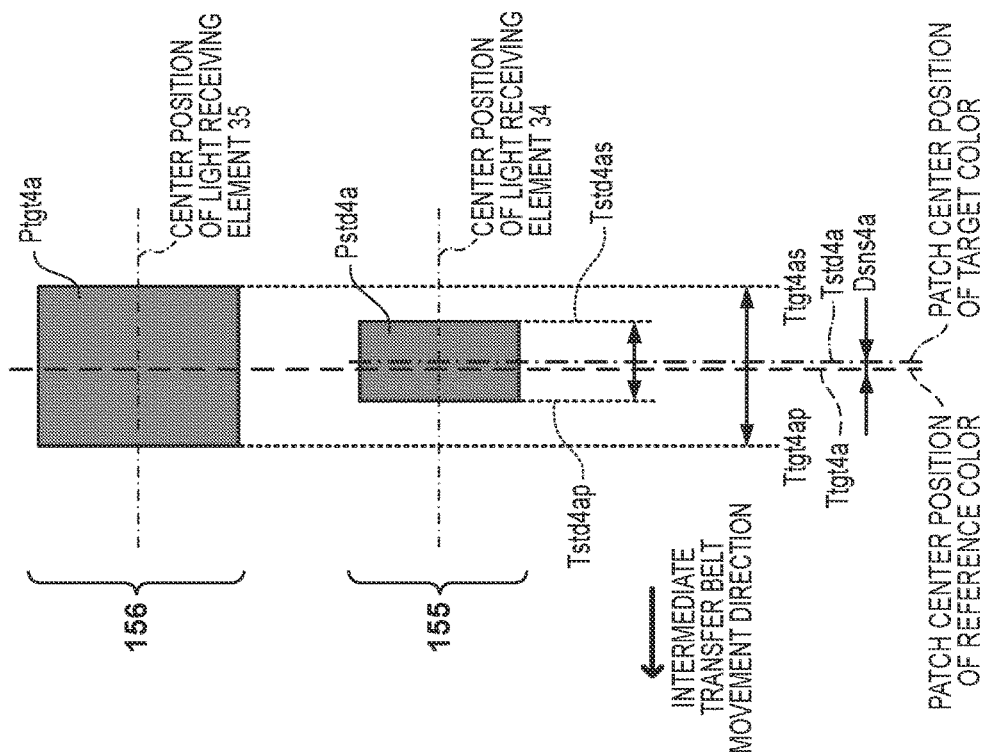 156
Ptgt4a
CENTER POSITION
OF LIGHT RECEIVING
ELEMENT 35
155
Pstd4a
CENTER POSITION
OF LIGHT RECEIVING
ELEMENT 34
Tstd4ap
Tstd4as
INTERMEDIATE
TRANSFER BELT
MOVEMENT DIRECTION
Ttgt4ap
Ttgt4as
Ttgt4a
Tstd4a
Dsns4a
PATCH CENTER POSITION
OF REFERENCE COLOR
PATCH CENTER POSITION
OF TARGET COLOR